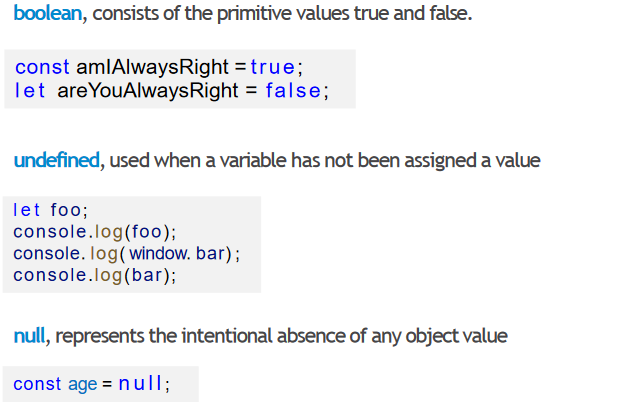 boolean, consists of the primitive values true and false.
const amIAlwaysRight = true;
let areYouAlwaysRight = false;
undefined, used when a variable has not been assigned a value
let foo;
console.log(foo);
console. log( window. bar);
console.log(bar);
null, represents the intentional absence of any object value
const age = null;